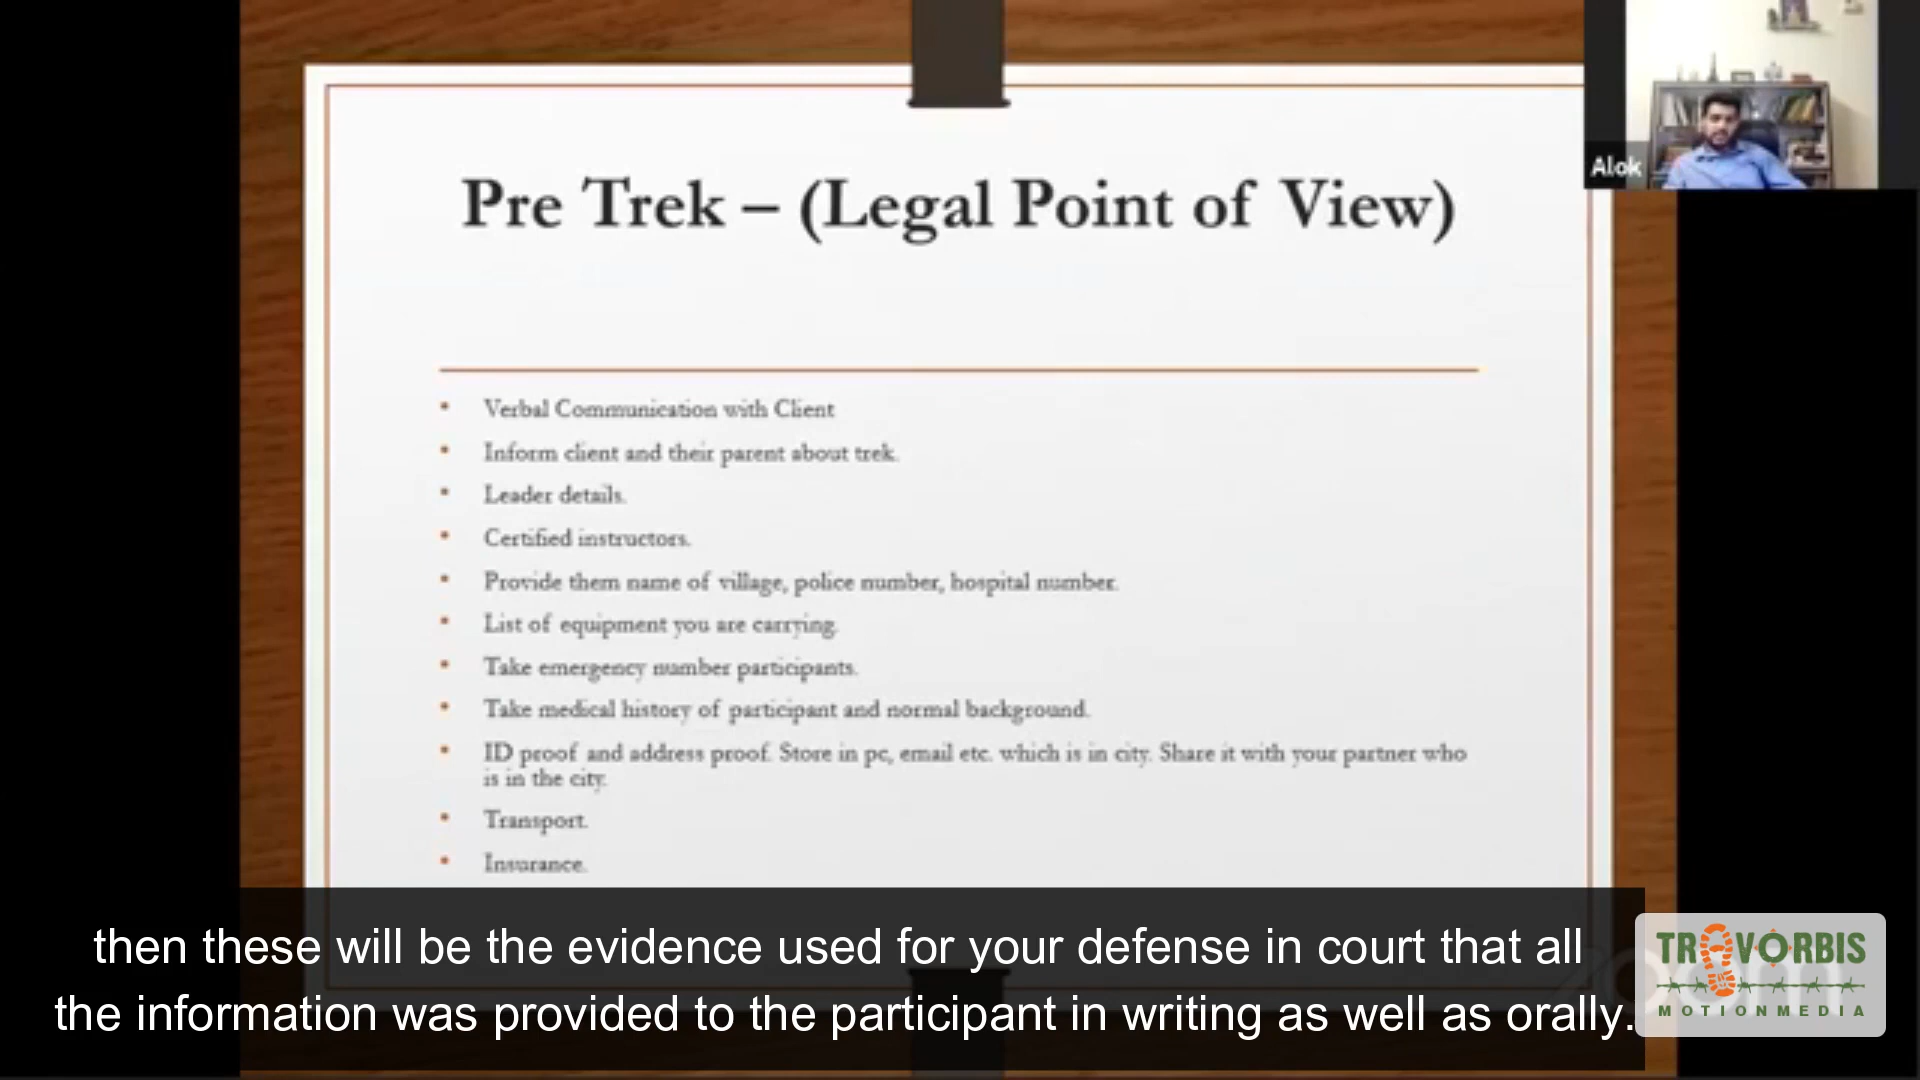 Alok
Pre Trek – (Legal Point of View)
• Verbal Communication with Client
• Inform client and their parent about trek.
• Leader details.
• Certified instructors.
• Provide them name of village, police number, hospital number.
• List of equipment you are carrying.
• Take emergency number participants.
• Take medical history of participant and normal background.
• ID proof and address proof. Store in pc, email etc. which is in city. Share it with your partner who
is in the city.
• Transport.
• Insurance.
then these will be the evidence used for your defense in court that all
the information was provided to the participant in writing as well as orally.
TREVORBIS
MOTIONMEDIA